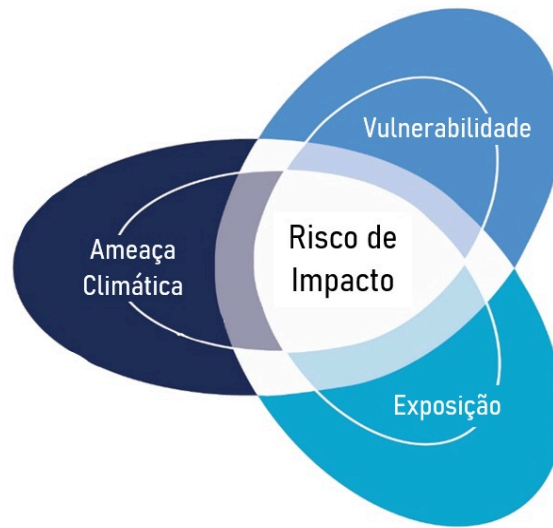 Vulnerabilidade
Ameaça
Climática
Risco de
Impacto
Exposição